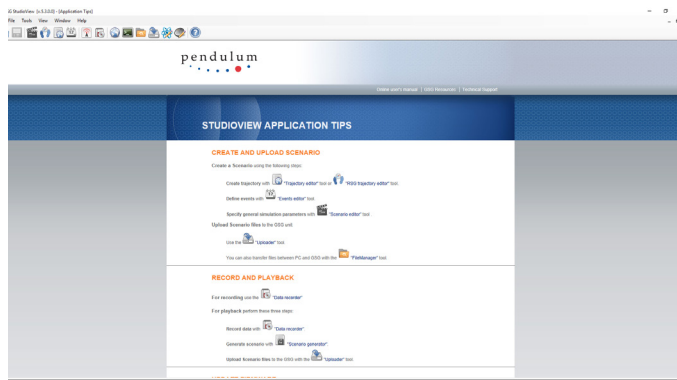 StudioView [v.5.3.0.0] - [Application Tips]
File Tools View Window Help
pendulum
Online user's manual | GSG Resources | Technical Support
STUDIOVIEW APPLICATION TIPS
CREATE AND UPLOAD SCENARIO
Create a Scenario using the following steps:
Create trajectory with "Trajectory editor" tool or "RSG trajectory editor" tool.
Define events with "Events editor" tool.
Specify general simulation parameters with "Scenario editor" tool.
Upload Scenario files to the GSG unit:
Use the "Uploader" tool.
You can also transfer files between PC and GSG with the "FileManager" tool.
RECORD AND PLAYBACK
For recording use the "Data recorder".
For playback perform these three steps:
Record data with "Data recorder".
Generate scenario with "Scenario generator".
Upload Scenario files to the GSG with the "Uploader" tool.